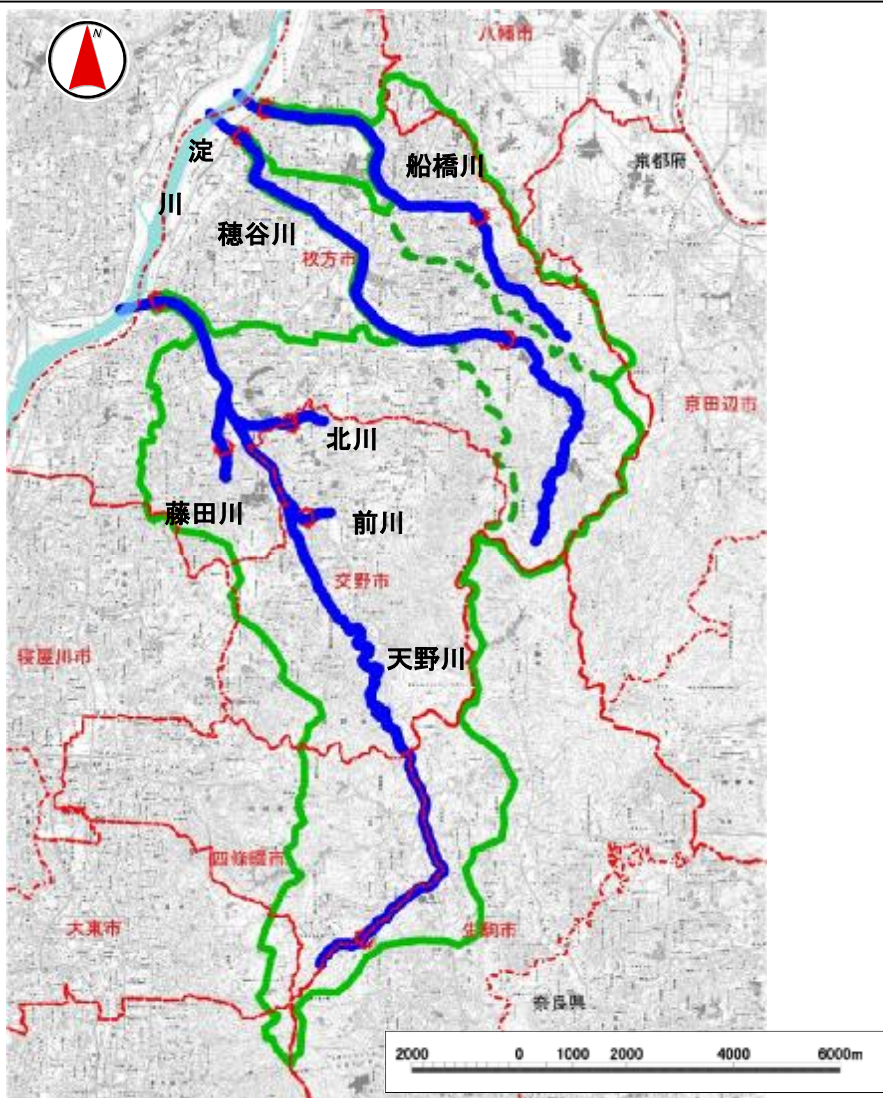 N
八幡市
淀
川
船橋川
京都府
穂谷川
枚方市
京田辺市
北川
藤田川
前川
交野市
寝屋川市
天野川
四條畷市
大東市
生駒市
奈良県
2000 0 1000 2000 4000 6000m